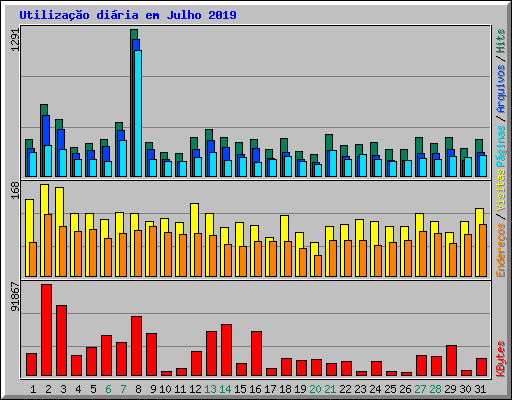 Utilização diária em Julho 2019
1291
168
91867
Endereços / visitas Páginas / Arquivos / Hits
KBytes
1 2 3 4 5 6 7 8 9 10 11 12 13 14 15 16 17 18 19 20 21 22 23 24 25 26 27 28 29 30 31